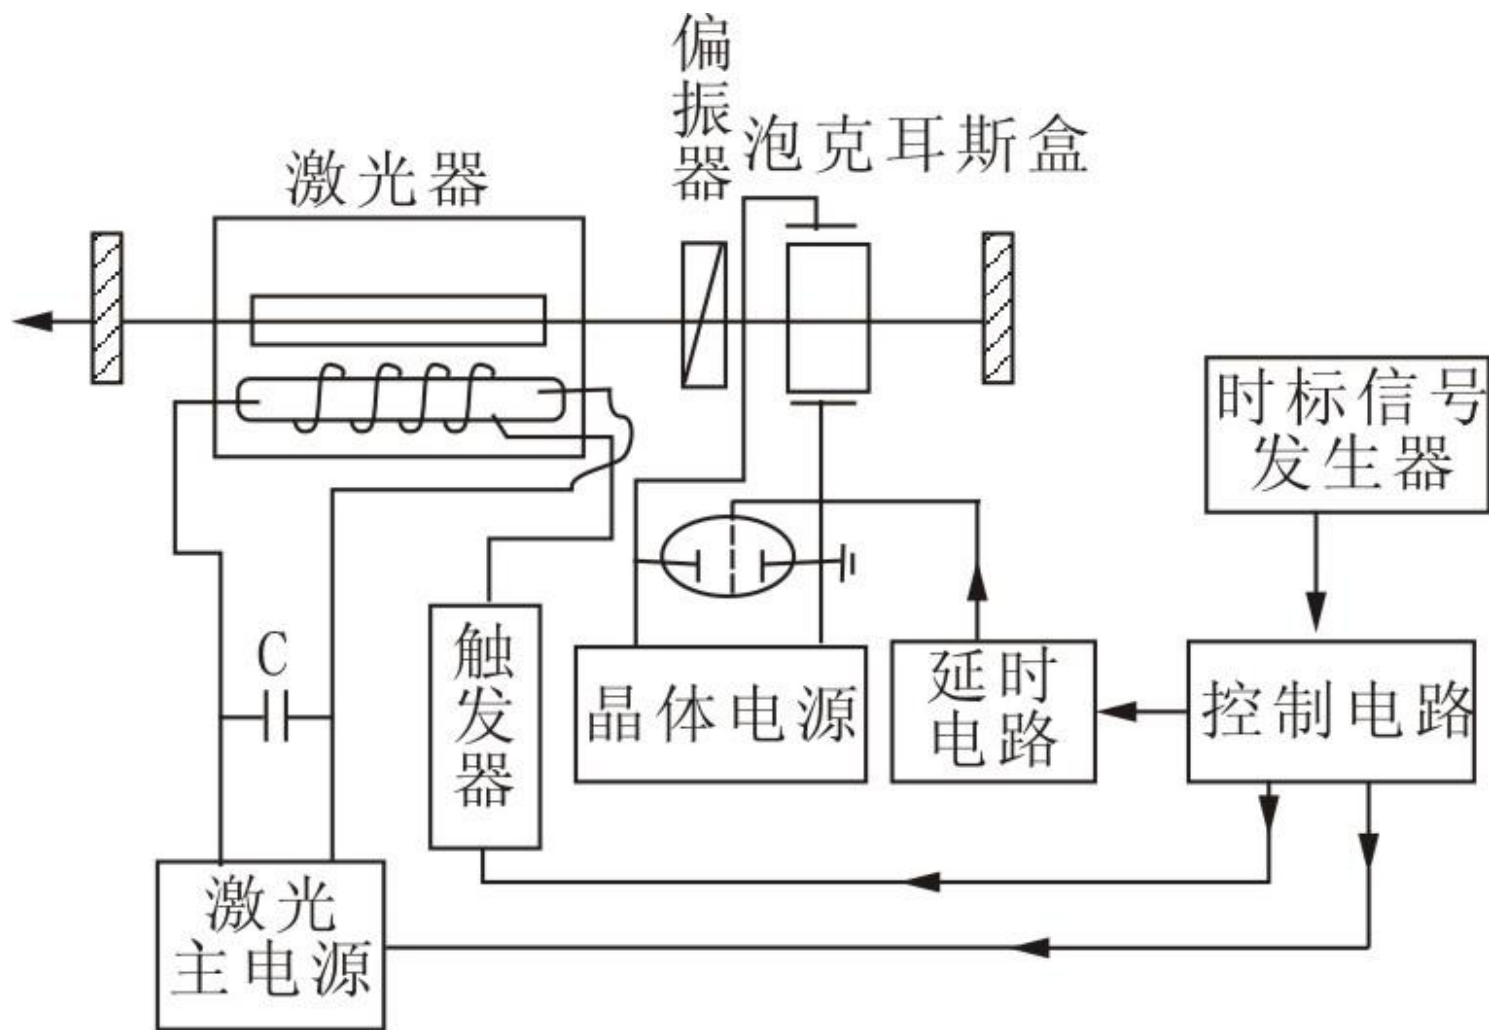 偏振器
泡克耳斯盒
激光器
时标信号
发生器
C
触发器
晶体电源
延时
电路
控制电路
激光
主电源